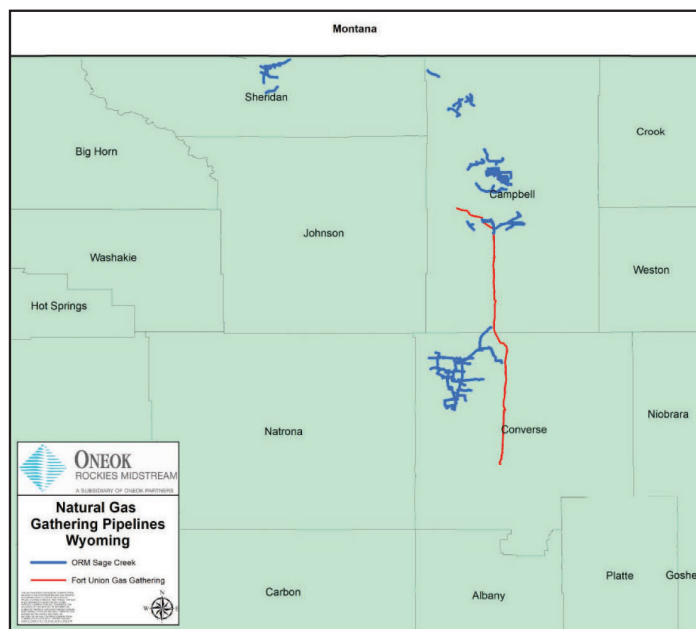 Montana
Sheridan
Crook
Big Horn
Campbell
Johnson
Washakie
Weston
Hot Springs
Natrona
Converse
Niobrara
ONEOK
ROCKIES MIDSTREAM
A SUBSIDIARY OF ONEOK PARTNERS
Natural Gas
Gathering Pipelines
Wyoming
ORM Sage Creek
Fort Union Gas Gathering
N
W
E
S
Carbon
Albany
Platte
Goshe